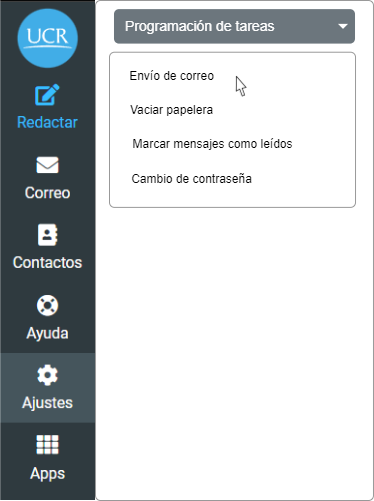 UCR
Programación de tareas
Redactar
Correo
Contactos
Ayuda
Ajustes
Apps
Envío de correo
Vaciar papelera
Marcar mensajes como leídos
Cambio de contraseña